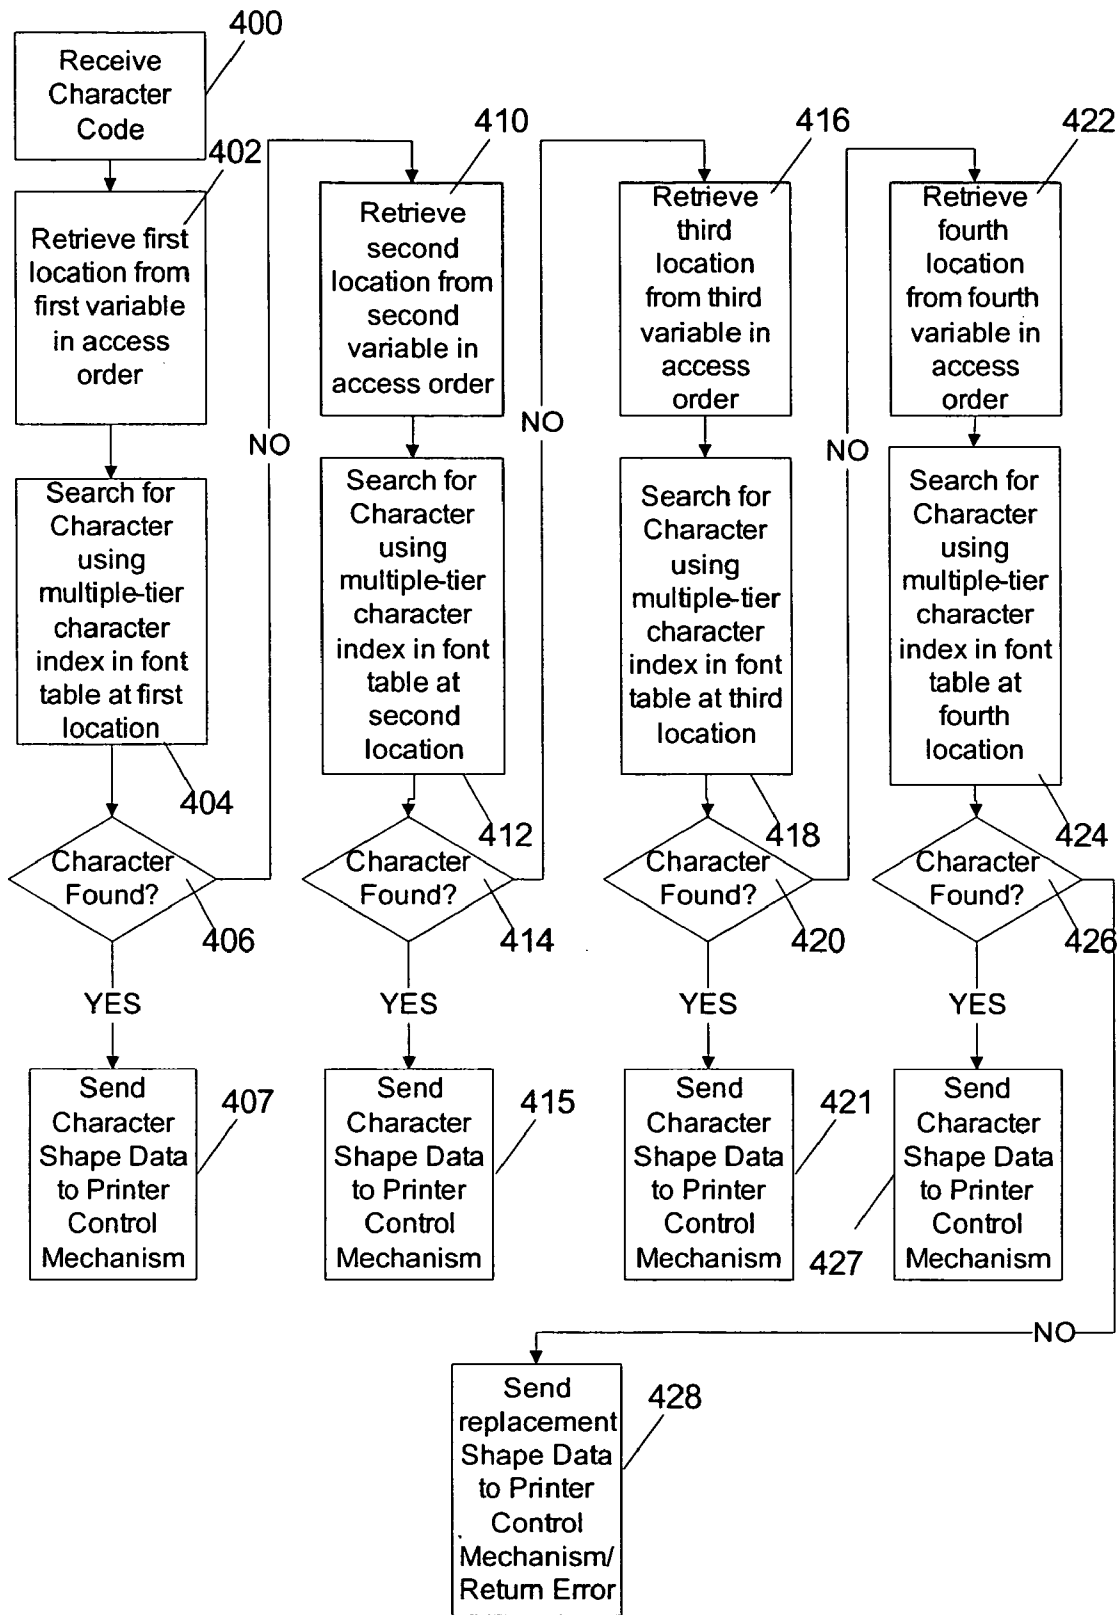 400
Receive
Character
Code
402
Retrieve first
location from
first variable
in access
order
Search for
Character
using
multiple-tier
character
index in font
table at first
location
404
Character
Found?
406
YES
Send
Character
Shape Data
to Printer
Control
Mechanism
407
NO
410
Retrieve
second
location from
second
variable in
access order
Search for
Character
using
multiple-tier
character
index in font
table at
second
location
412
Character
Found?
414
YES
Send
Character
Shape Data
to Printer
Control
Mechanism
415
NO
416
Retrieve
third
location
from third
variable in
access
order
Search for
Character
using
multiple-tier
character
index in font
table at third
location
418
Character
Found?
420
YES
Send
Character
Shape Data
to Printer
Control
Mechanism
421
NO
422
Retrieve
fourth
location
from fourth
variable in
access
order
Search for
Character
using
multiple-tier
character
index in font
table at
fourth
location
424
Character
Found?
426
YES
Send
Character
Shape Data
to Printer
Control
Mechanism
427
NO
Send
replacement
Shape Data
to Printer
Control
Mechanism/
Return Error
428